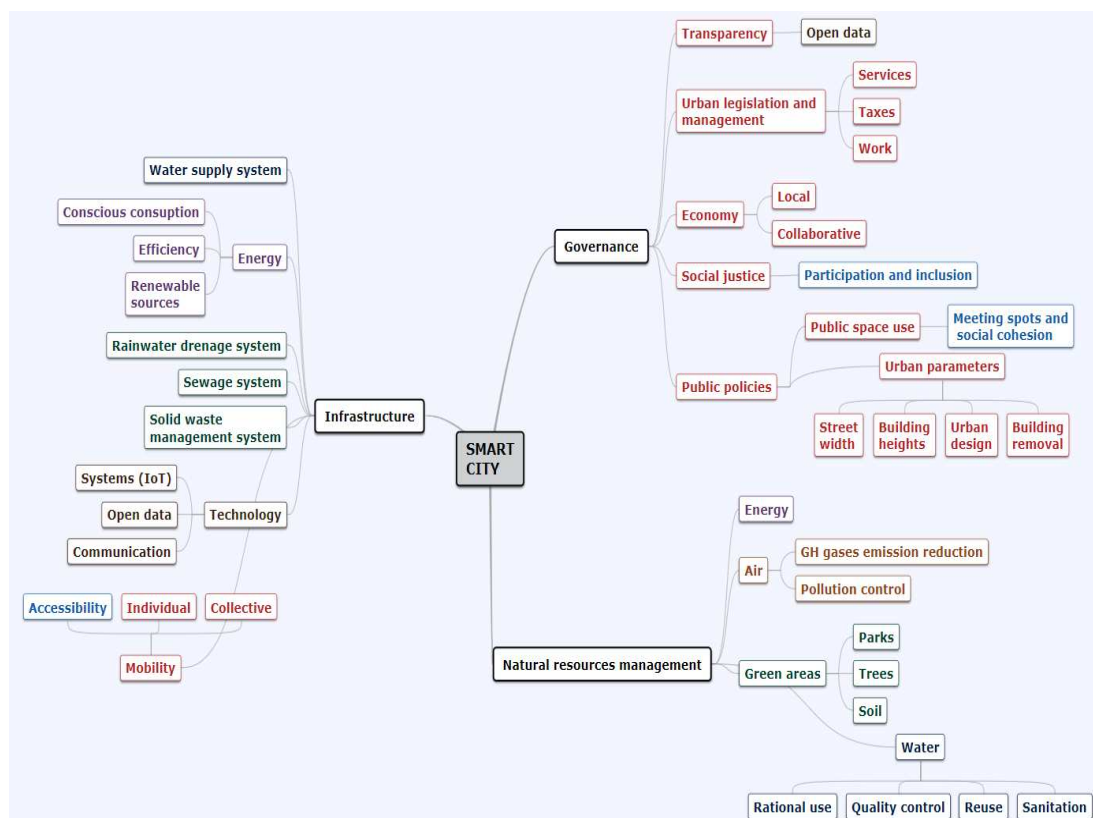 Transparency
Open data
Services
Urban legislation and
management
Taxes
Work
Water supply system
Conscious consuption
Efficiency
Energy
Renewable
sources
Local
Economy
Collaborative
Governance
Social justice
Participation and inclusion
Public space use
Meeting spots and
social cohesion
Urban parameters
Public policies
Street
width
Building
heights
Urban
design
Building
removal
Rainwater drenage system
Sewage system
Solid waste
management system
Infrastructure
SMART
CITY
Systems (IoT)
Open data
Technology
Communication
Accessibility
Individual
Collective
Mobility
Energy
Air
GH gases emission reduction
Pollution control
Natural resources management
Green areas
Parks
Trees
Soil
Water
Rational use
Quality control
Reuse
Sanitation